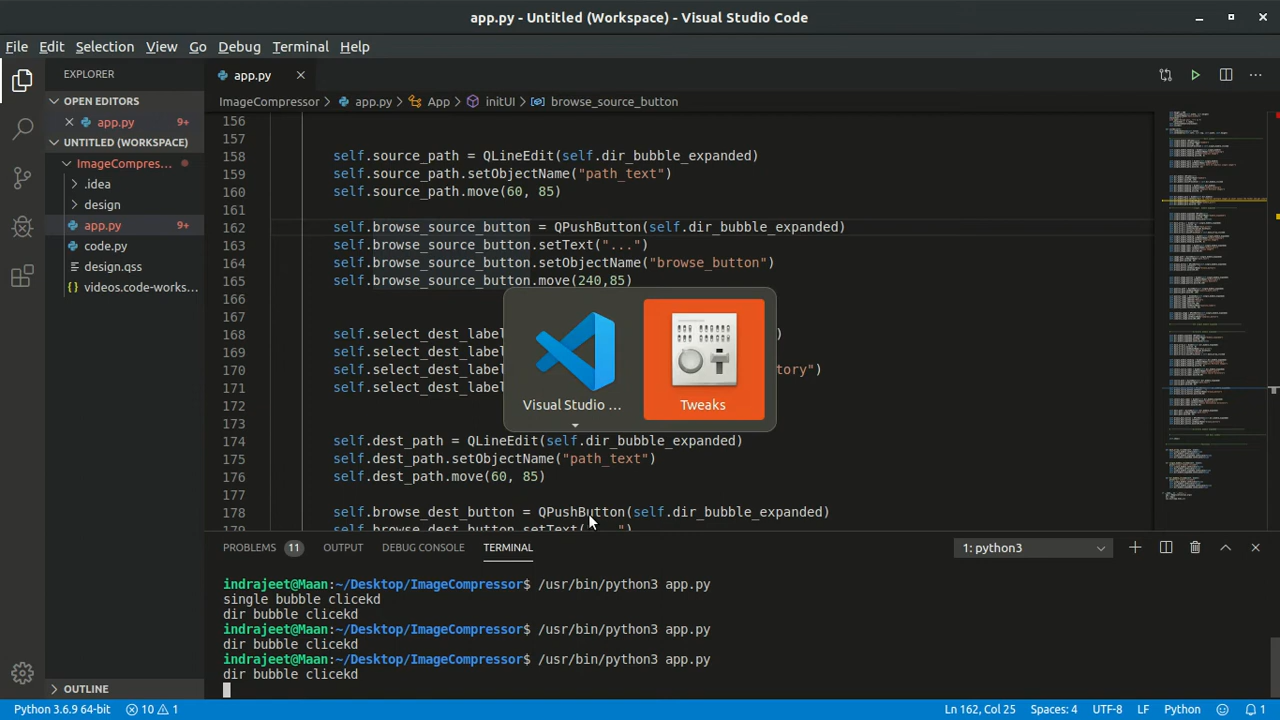 app.py - Untitled (Workspace) - Visual Studio Code
File Edit Selection View Go Debug Terminal Help
EXPLORER
OPEN EDITORS
app.py 9+
UNTITLED (WORKSPACE)
ImageCompres...
.idea
design
app.py 9+
code.py
design.qss
videos.code-works...
OUTLINE
app.py
ImageCompressor > app.py > App > initUI > browse_source_button
156
157
158 self.source_path = QLineEdit(self.dir_bubble_expanded)
159 self.source_path.setObjectName("path_text")
160 self.source_path.move(60, 85)
161
162 self.browse_source_button = QPushButton(self.dir_bubble_expanded)
163 self.browse_source_button.setText("...")
164 self.browse_source_button.setObjectName("browse_button")
165 self.browse_source_button.move(240,85)
166
167
168 self.select_dest_label )
169 self.select_dest_label
170 self.select_dest_label tory")
171 self.select_dest_label
172
173
174 self.dest_path = QLineEdit(self.dir_bubble_expanded)
175 self.dest_path.setObjectName("path_text")
176 self.dest_path.move(60, 85)
177
178 self.browse_dest_button = QPushButton(self.dir_bubble_expanded)
179 self.browse_dest_button.setText("...")
Visual Studio ...
Tweaks
PROBLEMS 11 OUTPUT DEBUG CONSOLE TERMINAL 1: python3
indrajeet@Maan:~/Desktop/ImageCompressor$ /usr/bin/python3 app.py
single bubble clicekd
dir bubble clicekd
indrajeet@Maan:~/Desktop/ImageCompressor$ /usr/bin/python3 app.py
dir bubble clicekd
indrajeet@Maan:~/Desktop/ImageCompressor$ /usr/bin/python3 app.py
dir bubble clicekd
Python 3.6.9 64-bit 10 1 Ln 162, Col 25 Spaces: 4 UTF-8 LF Python 1